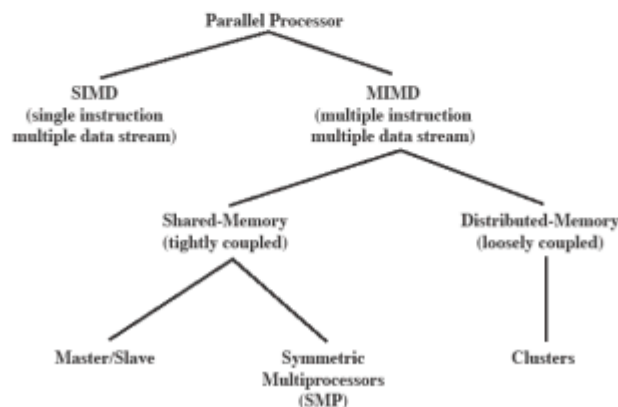 Parallel Processor
SIMD
(single instruction
multiple data stream)
MIMD
(multiple instruction
multiple data stream)
Shared-Memory
(tightly coupled)
Distributed-Memory
(loosely coupled)
Master/Slave
Symmetric
Multiprocessors
(SMP)
Clusters